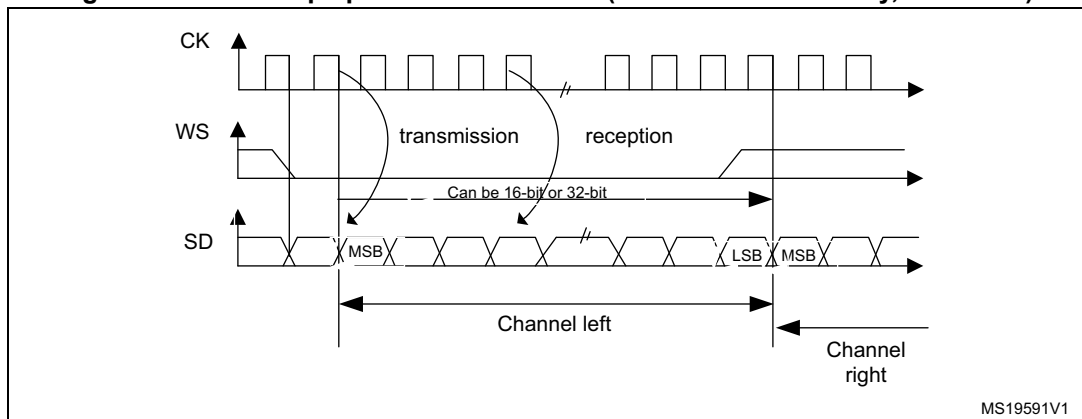 CK
WS
transmission
reception
Can be 16-bit or 32-bit
SD
MSB
LSB
MSB
Channel left
Channel
right
MS19591V1